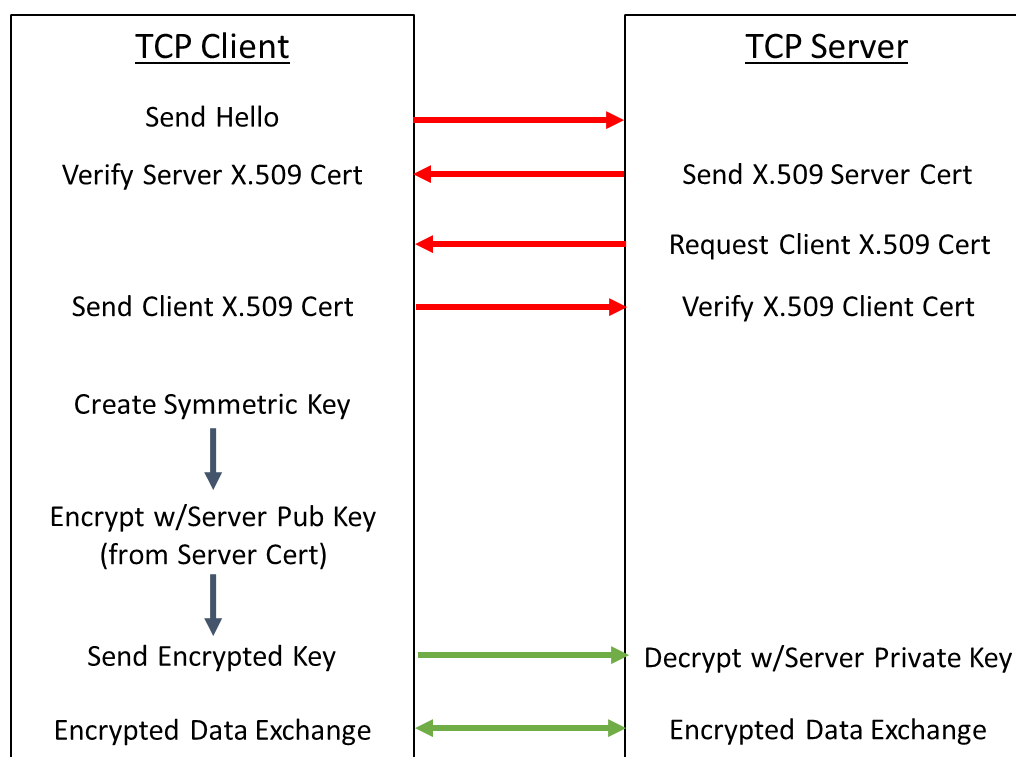 TCP Client
TCP Server
Send Hello
Verify Server X.509 Cert
Send X.509 Server Cert
Request Client X.509 Cert
Send Client X.509 Cert
Verify X.509 Client Cert
Create Symmetric Key
Encrypt w/Server Pub Key
(from Server Cert)
Send Encrypted Key
Decrypt w/Server Private Key
Encrypted Data Exchange
Encrypted Data Exchange